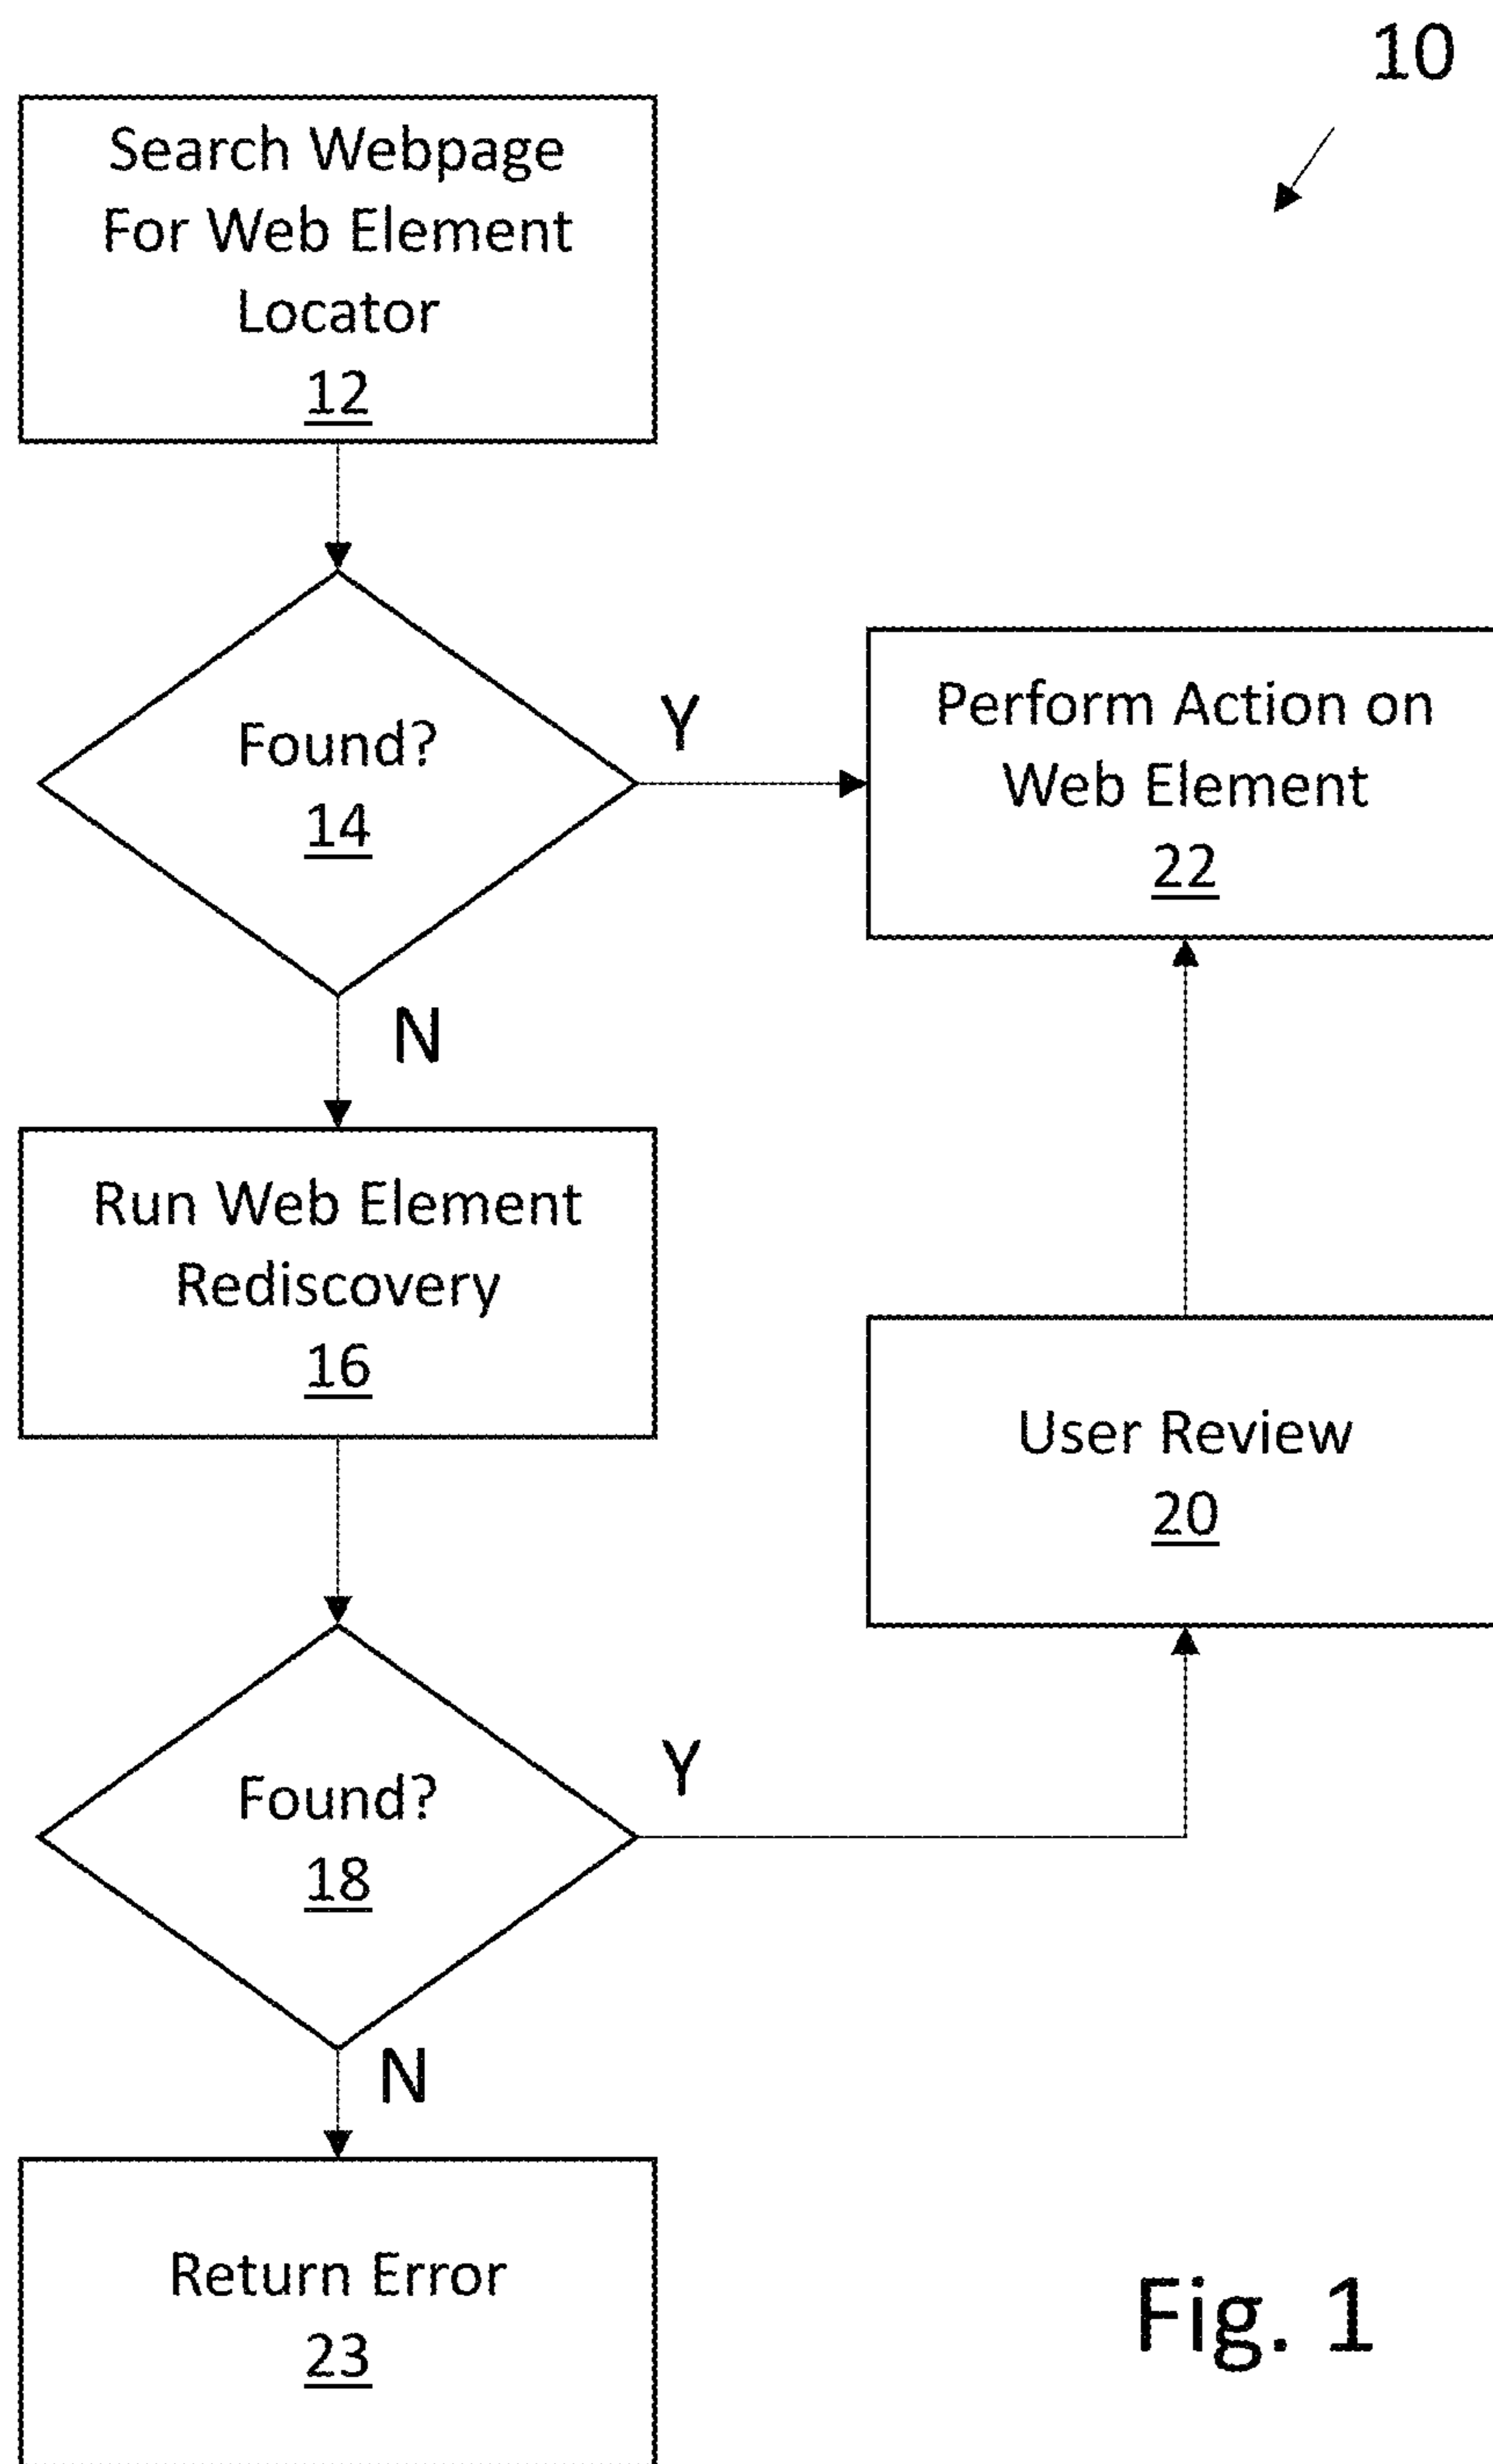 10
Search Webpage
For Web Element
Locator
12
Found?
14
Y
N
Perform Action on
Web Element
22
Run Web Element
Rediscovery
16
User Review
20
Found?
18
Y
N
Return Error
23
Fig. 1